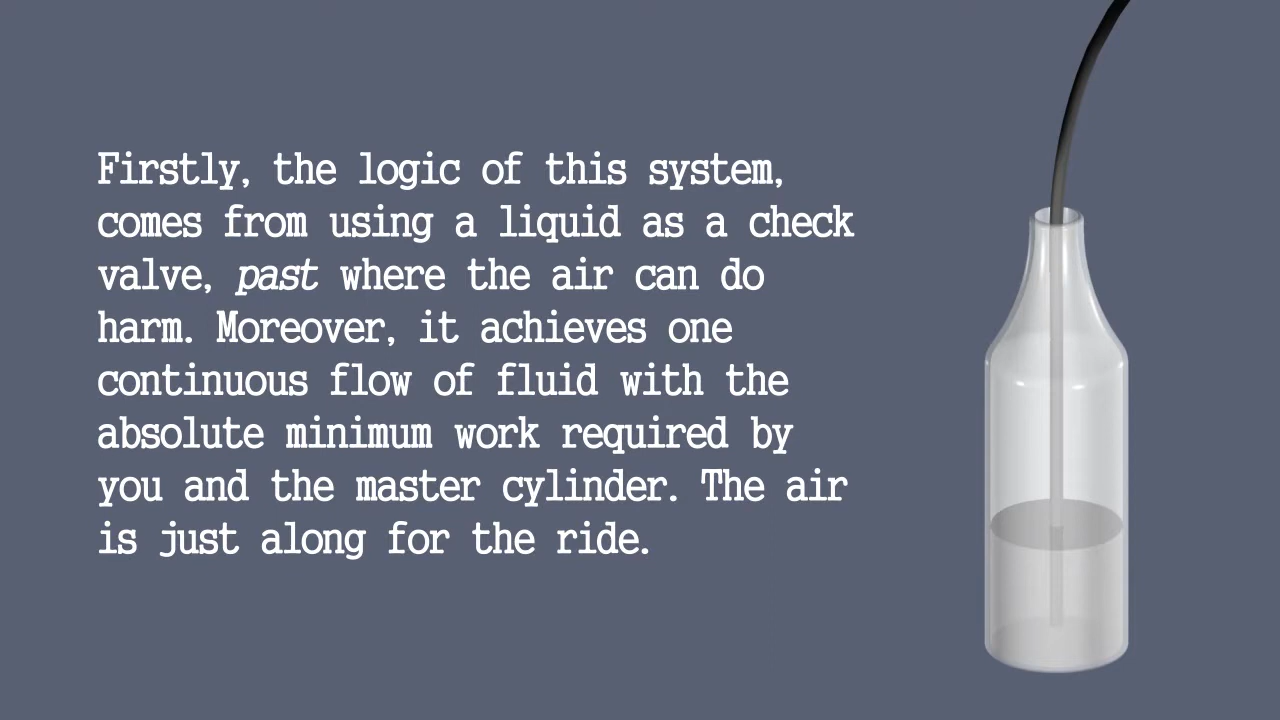 Firstly, the logic of this system,
comes from using a liquid as a check
valve, past where the air can do
harm. Moreover, it achieves one
continuous flow of fluid with the
absolute minimum work required by
you and the master cylinder. The air
is just along for the ride.